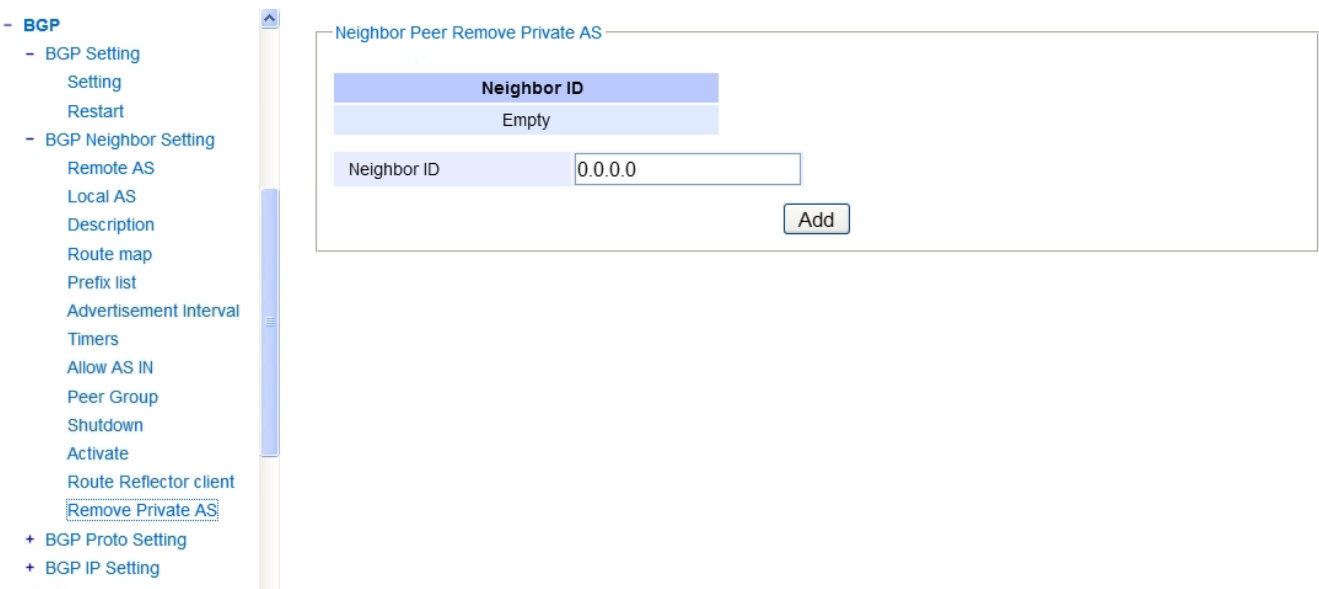 - BGP
- BGP Setting
Setting
Restart
- BGP Neighbor Setting
Remote AS
Local AS
Description
Route map
Prefix list
Advertisement Interval
Timers
Allow AS IN
Peer Group
Shutdown
Activate
Route Reflector client
Remove Private AS
+ BGP Proto Setting
+ BGP IP Setting
Neighbor Peer Remove Private AS
Neighbor ID
Empty
Neighbor ID 0.0.0.0
Add